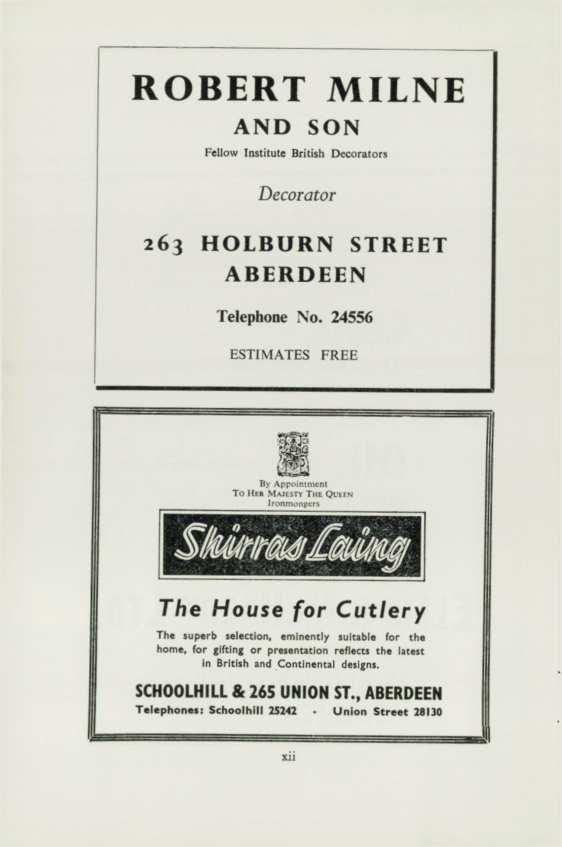 ROBERT MILNE
AND SON
Fellow Institute British Decorators
Decorator
263 HOLBURN STREET
ABERDEEN
Telephone No. 24556
ESTIMATES FREE
By Appointment
To Her Majesty The Queen
Ironmongers
Shirras Laing
The House for Cutlery
The superb selection, eminently suitable for the
home, for gifting or presentation reflects the latest
in British and Continental designs.
SCHOOLHILL & 265 UNION ST., ABERDEEN
Telephones: Schoolhill 25242 - Union Street 28130
xii